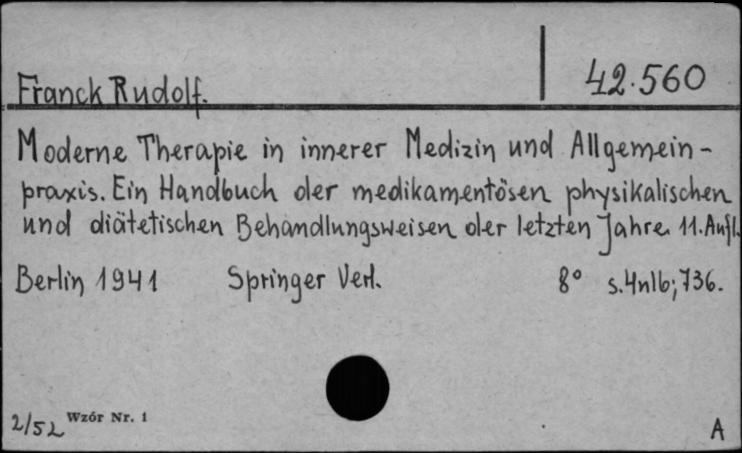 42.560
Franck Rudolf.
Moderne Therapie in innerer Medizin und Allgemein-
praxis. Ein Handbuch der medikamentösen physikalischen
und diätetischen Behandlungsweisen der letzten Jahre 11. Aufl.
Berlin 1941 Springer Verl. 8° s. 4nlb; 736.
2/52 Wzór Nr. 1
A